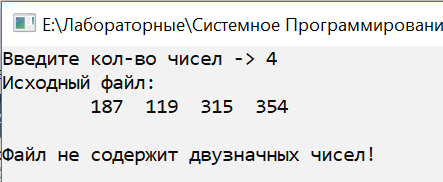 E:\Лабораторные\Системное Программировани
Введите кол-во чисел -> 4
Исходный файл:
187 119 315 354
Файл не содержит двузначных чисел!